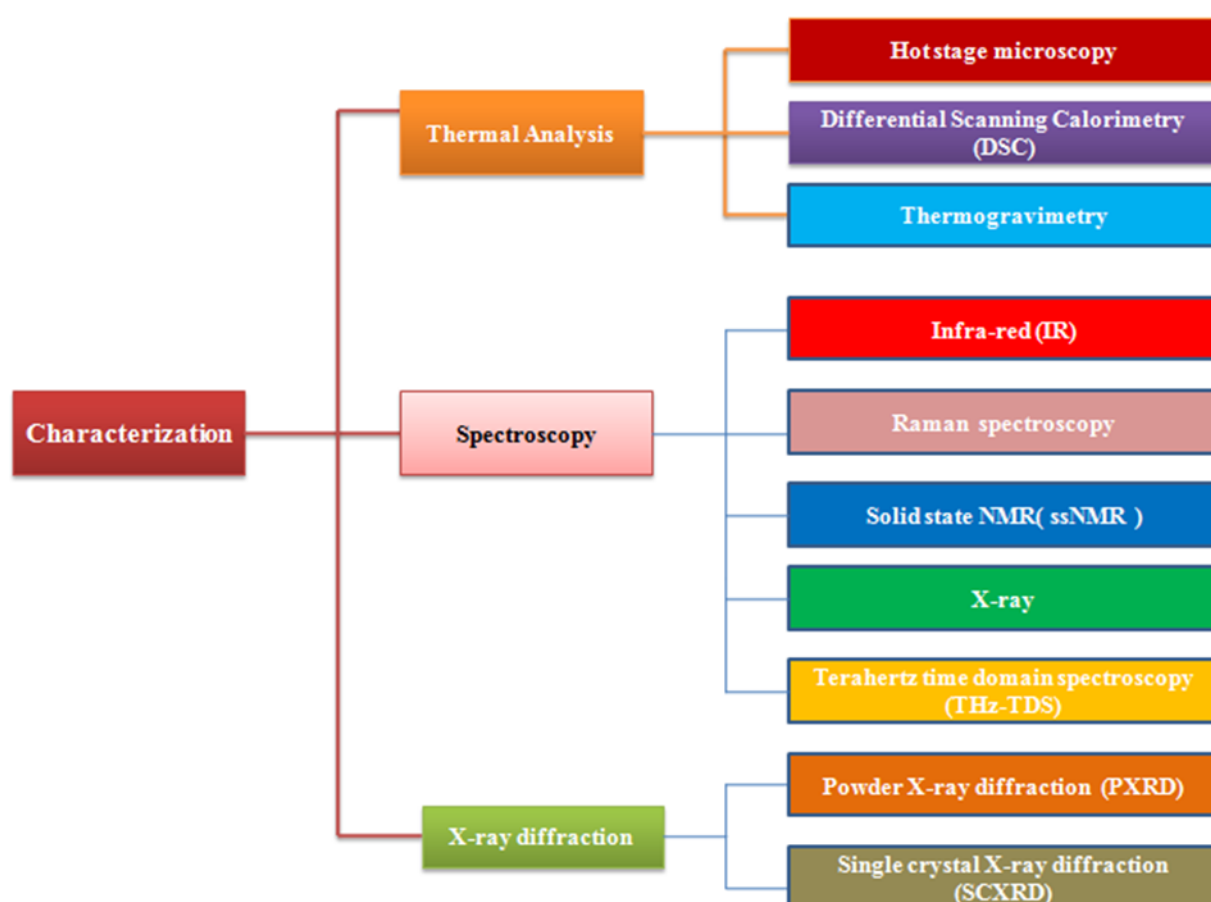 Hot stage microscopy
Thermal Analysis
Differential Scanning Calorimetry
(DSC)
Thermogravimetry
Infra-red (IR)
Characterization
Spectroscopy
Raman spectroscopy
Solid state NMR( ssNMR )
X-ray
Terahertz time domain spectroscopy
(THz-TDS)
X-ray diffraction
Powder X-ray diffraction (PXRD)
Single crystal X-ray diffraction
(SCXRD)